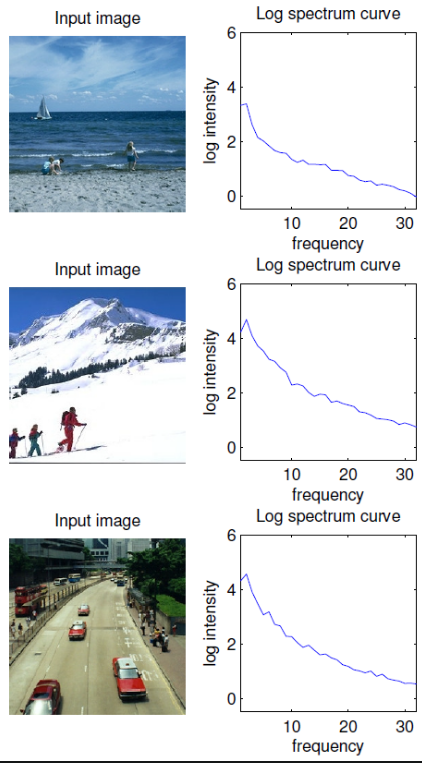 Input image
Log spectrum curve
6
4
2
0
log intensity
10 20 30
frequency
Input image
Log spectrum curve
6
4
2
0
log intensity
10 20 30
frequency
Input image
Log spectrum curve
6
4
2
0
log intensity
10 20 30
frequency